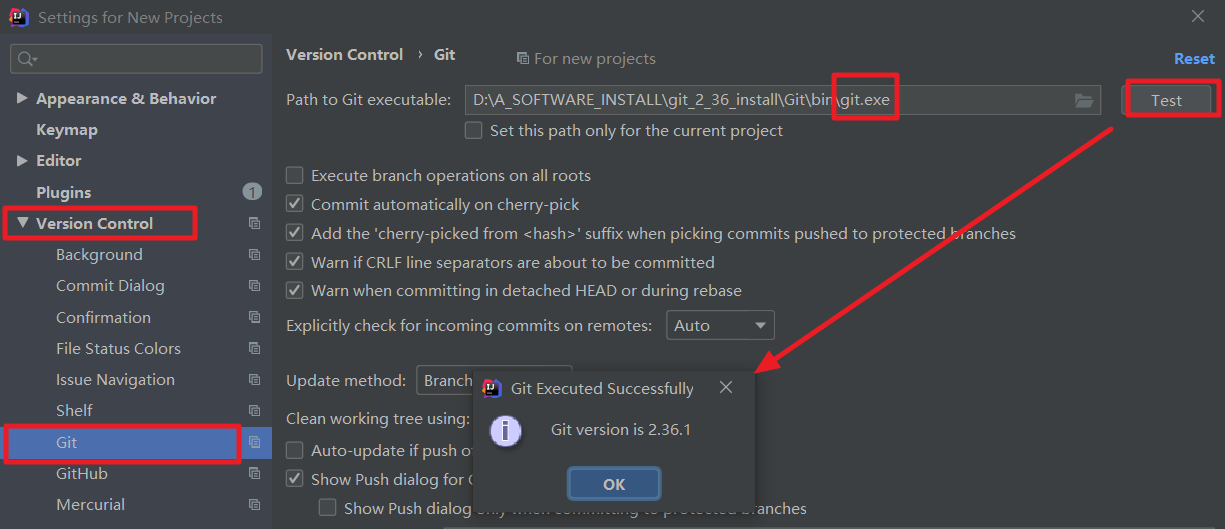 Settings for New Projects
Appearance & Behavior
Keymap
Editor
Plugins 1
Version Control
Background
Commit Dialog
Confirmation
File Status Colors
Issue Navigation
Shelf
Git
GitHub
Mercurial
Version Control › Git For new projects Reset
Path to Git executable: D:\A_SOFTWARE_INSTALL\git_2_36_install\Git\bin\git.exe Test
Set this path only for the current project
Execute branch operations on all roots
Commit automatically on cherry-pick
Add the 'cherry-picked from <hash>' suffix when picking commits pushed to protected branches
Warn if CRLF line separators are about to be committed
Warn when committing in detached HEAD or during rebase
Explicitly check for incoming commits on remotes: Auto
Update method: Branch
Clean working tree using:
Auto-update if push of
Show Push dialog for
Show Push dialog only when committing to protected branches
Git Executed Successfully
Git version is 2.36.1
OK